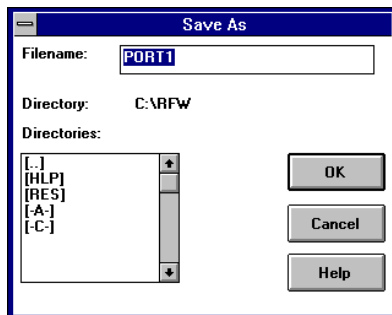 Save As
Filename:
PORT1
Directory: C:\RFW
Directories:
[..]
[HLP]
[RES]
[-A-]
[-C-]
OK
Cancel
Help